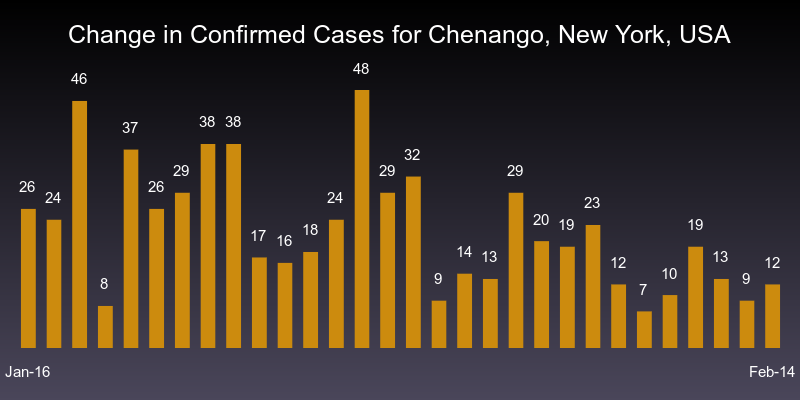 Change in Confirmed Cases for Chenango, New York, USA
26 24 46 8 37 26 29 38 38 17 16 18 24 48 29 32 9 14 13 29 20 19 23 12 7 10 19 13 9 12
Jan-16 Feb-14